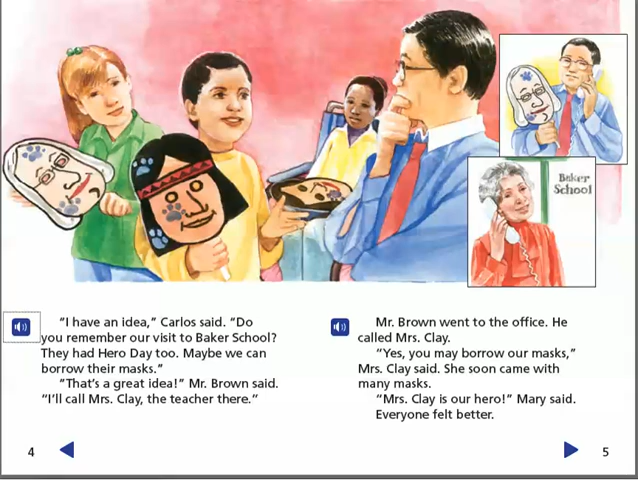 Baker
School
"I have an idea," Carlos said. "Do
you remember our visit to Baker School?
They had Hero Day too. Maybe we can
borrow their masks."
"That's a great idea!" Mr. Brown said.
"I'll call Mrs. Clay, the teacher there."
Mr. Brown went to the office. He
called Mrs. Clay.
"Yes, you may borrow our masks,"
Mrs. Clay said. She soon came with
many masks.
"Mrs. Clay is our hero!" Mary said.
Everyone felt better.
4
5